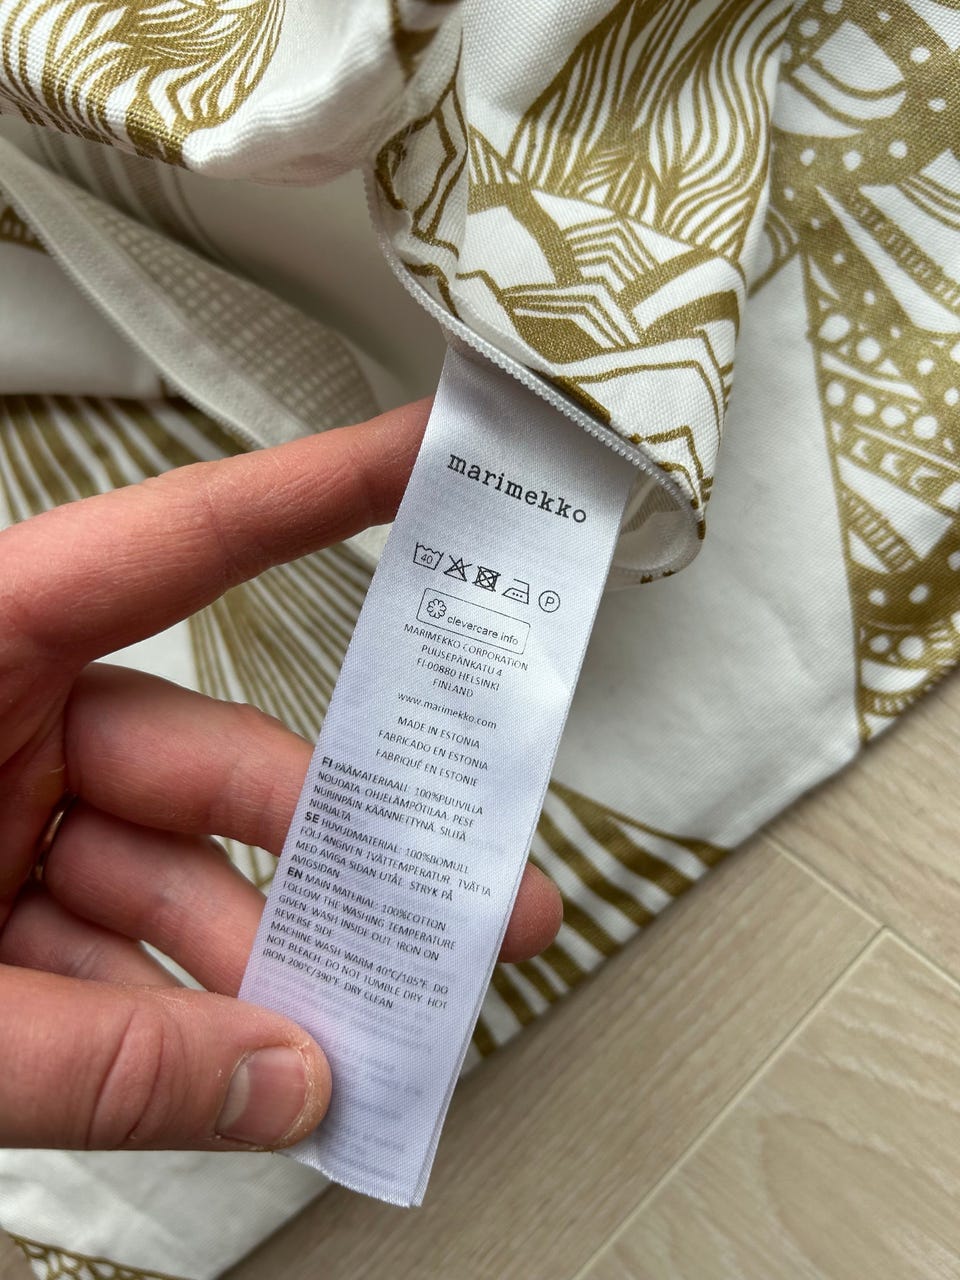 marimekko
40 P
clevercare.info
MARIMEKKO CORPORATION
PUUSEPÄNKATU 4
FI-00880 HELSINKI
FINLAND
www.marimekko.com
MADE IN ESTONIA
FABRICADO EN ESTONIA
FABRIQUÉ EN ESTONIE
FI PÄÄMATERIAALI: 100%PUUVILLA
NOUDATA OHJELÄMPÖTILAA. PESE
NURINPÄIN KÄÄNNETTYNÄ. SILITÄ
NURJALTA
SE HUVUDMATERIAL: 100%BOMULL
FÖLJ ANGIVEN TVÄTTEMPERATUR. TVÄTTA
MED AVIGA SIDAN UTÅT. STRYK PÅ
AVIGSIDAN
EN MAIN MATERIAL: 100%COTTON
FOLLOW THE WASHING TEMPERATURE
GIVEN. WASH INSIDE OUT. IRON ON
REVERSE SIDE
MACHINE WASH WARM 40°C/105°F. DO
NOT BLEACH. DO NOT TUMBLE DRY. HOT
IRON 200°C/390°F. DRY CLEAN.